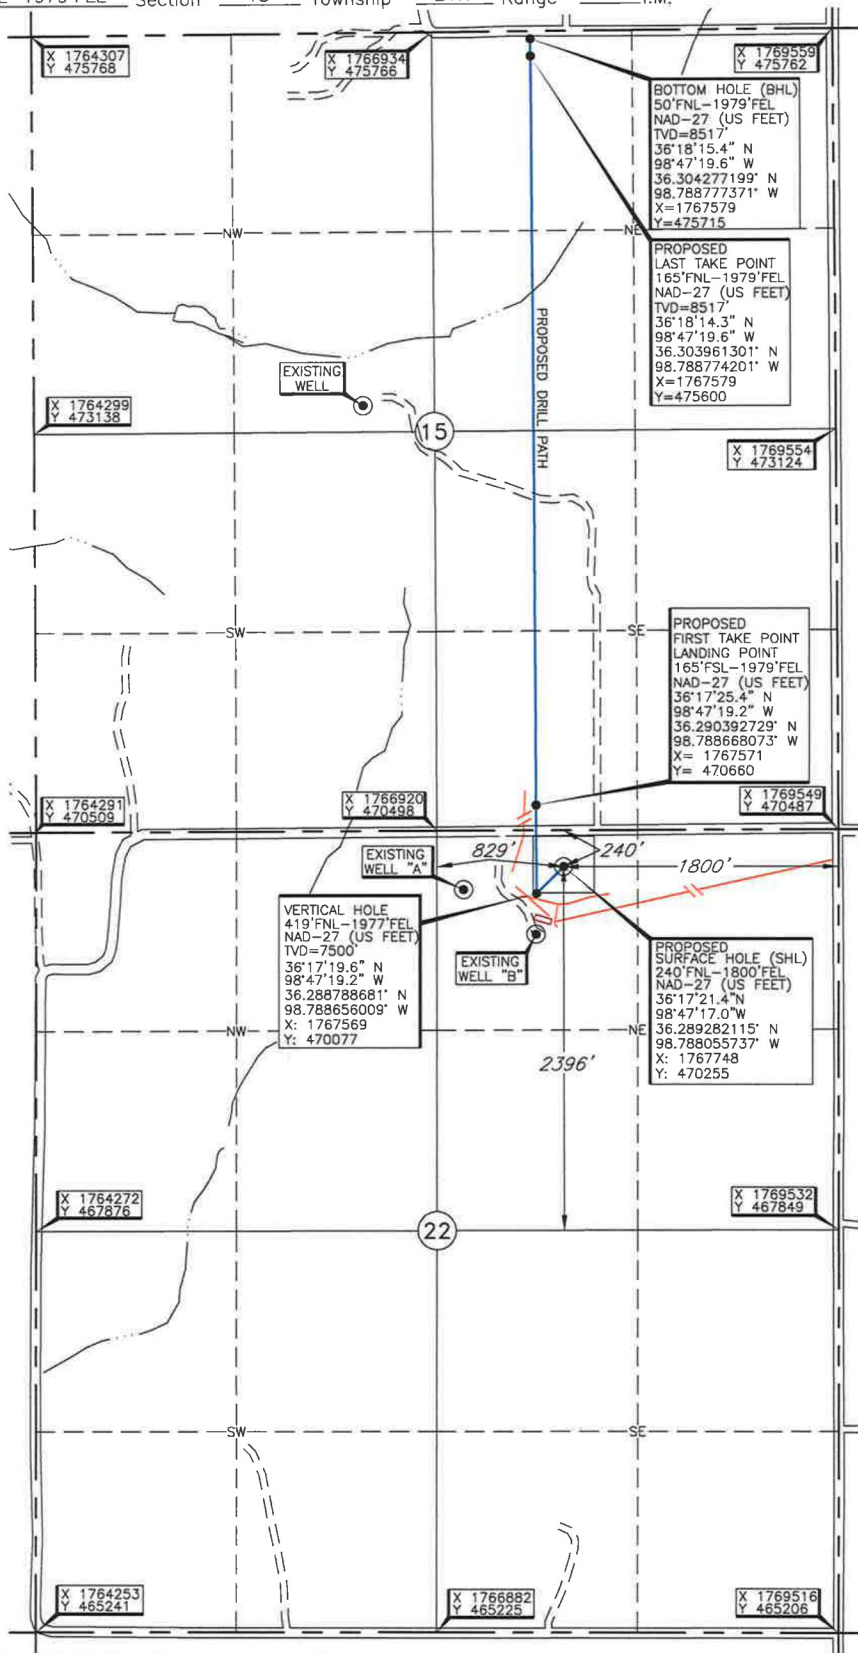 1979'FEL Section Township Range I.M.
X 1764307
Y 475768
X 1766934
Y 475766
X 1769559
Y 475762
BOTTOM HOLE (BHL)
50'FNL-1979'FEL
NAD-27 (US FEET)
TVD=8517'
36°18'15.4" N
98°47'19.6" W
36.304277199° N
98.788777371° W
X=1767579
Y=475715
NW
NE
PROPOSED
LAST TAKE POINT
165'FNL-1979'FEL
NAD-27 (US FEET)
TVD=8517'
36°18'14.3" N
98°47'19.6" W
36.303961301° N
98.788774201° W
X=1767579
Y=475600
PROPOSED DRILL PATH
EXISTING
WELL
X 1764299
Y 473138
15
X 1769554
Y 473124
SW
SE
PROPOSED
FIRST TAKE POINT
LANDING POINT
165'FSL-1979'FEL
NAD-27 (US FEET)
36°17'25.4" N
98°47'19.2" W
36.290392729° N
98.788668073° W
X= 1767571
Y= 470660
X 1764291
Y 470509
X 1766920
Y 470498
X 1769549
Y 470487
EXISTING
WELL "A"
829'
240'
1800'
VERTICAL HOLE
419'FNL-1977'FEL
NAD-27 (US FEET)
TVD=7500'
36°17'19.6" N
98°47'19.2" W
36.288788681° N
98.788656009° W
X: 1767569
Y: 470077
EXISTING
WELL "B"
PROPOSED
SURFACE HOLE (SHL)
240'FNL-1800'FEL
NAD-27 (US FEET)
36°17'21.4"N
98°47'17.0"W
36.289282115° N
98.788055737° W
X: 1767748
Y: 470255
NW
NE
2396'
X 1764272
Y 467876
X 1769532
Y 467849
22
SW
SE
X 1764253
Y 465241
X 1766882
Y 465225
X 1769516
Y 465206